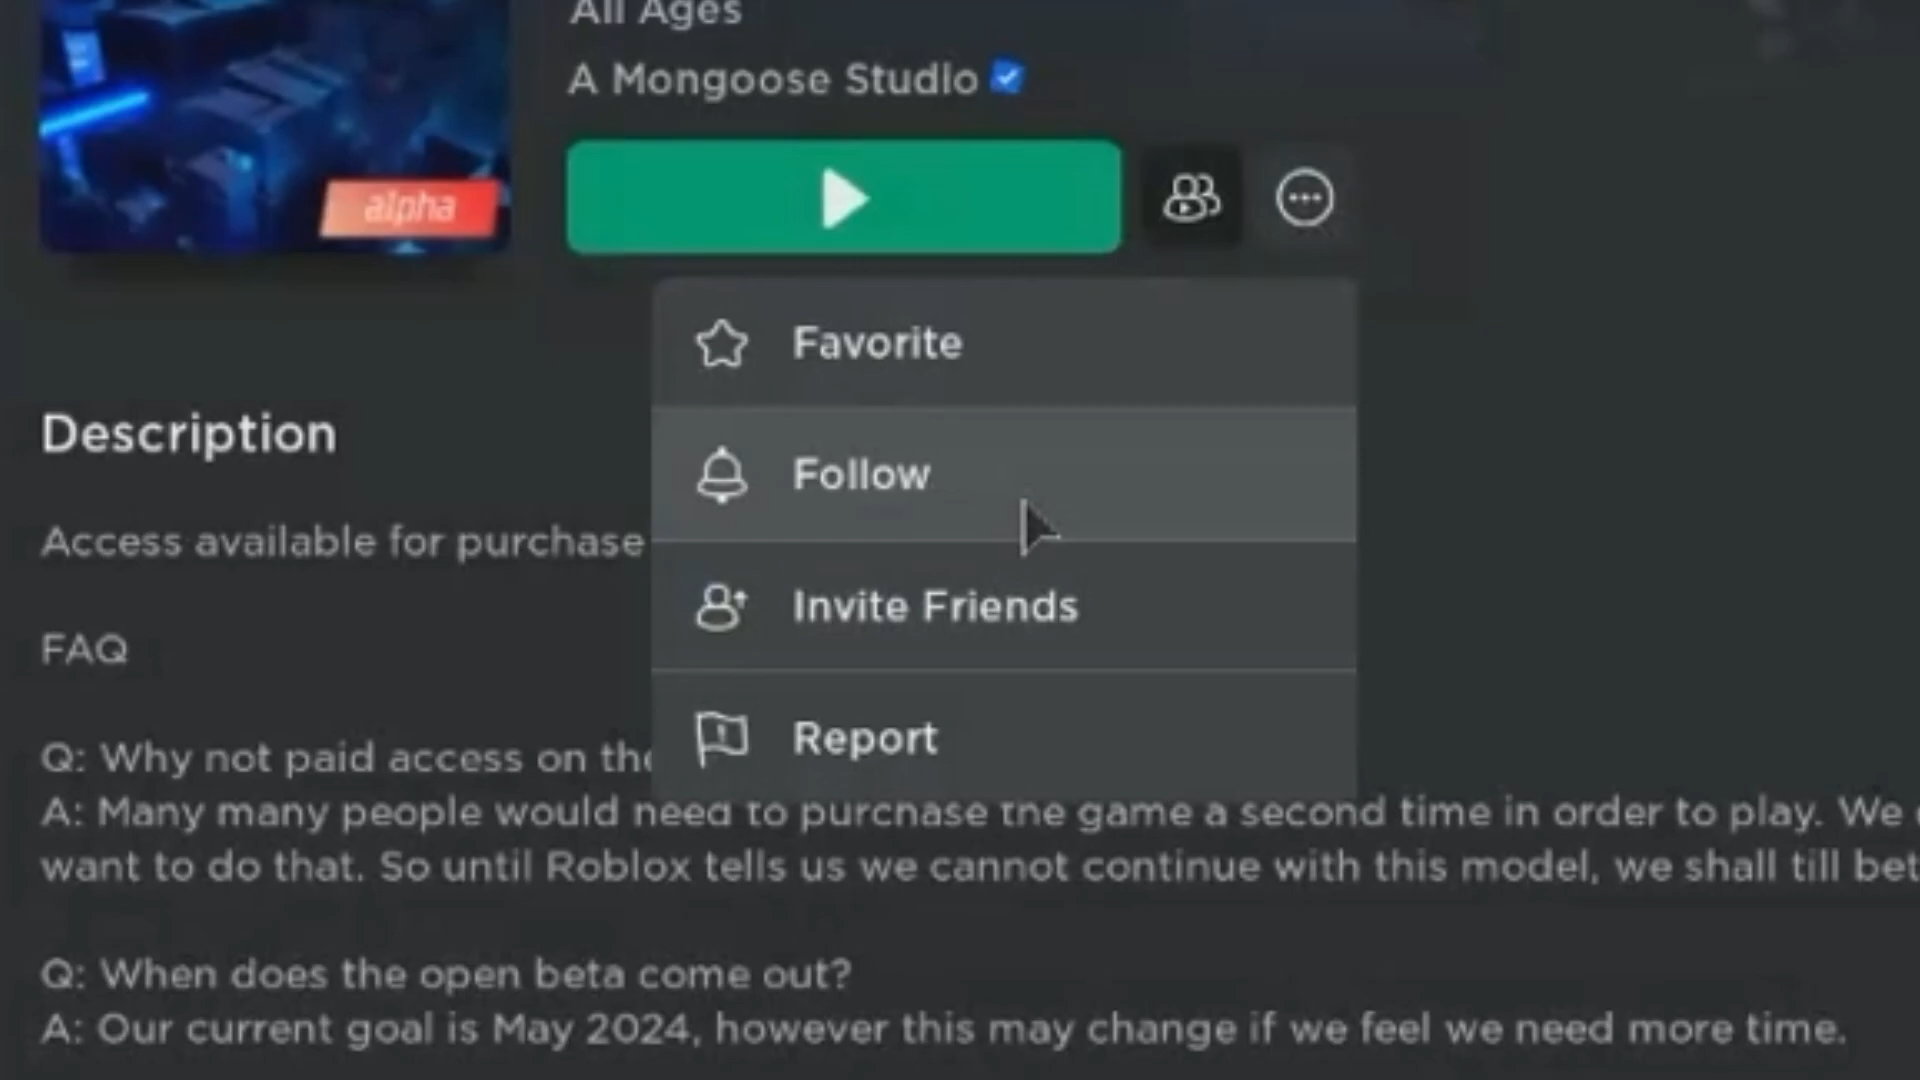 All Ages
A Mongoose Studio
alpha
Favorite
Follow
Invite Friends
Report
Description
Access available for purchase
FAQ
Q: Why not paid access on the
A: Many many people would need to purchase the game a second time in order to play. We
want to do that. So until Roblox tells us we cannot continue with this model, we shall till bet
Q: When does the open beta come out?
A: Our current goal is May 2024, however this may change if we feel we need more time.